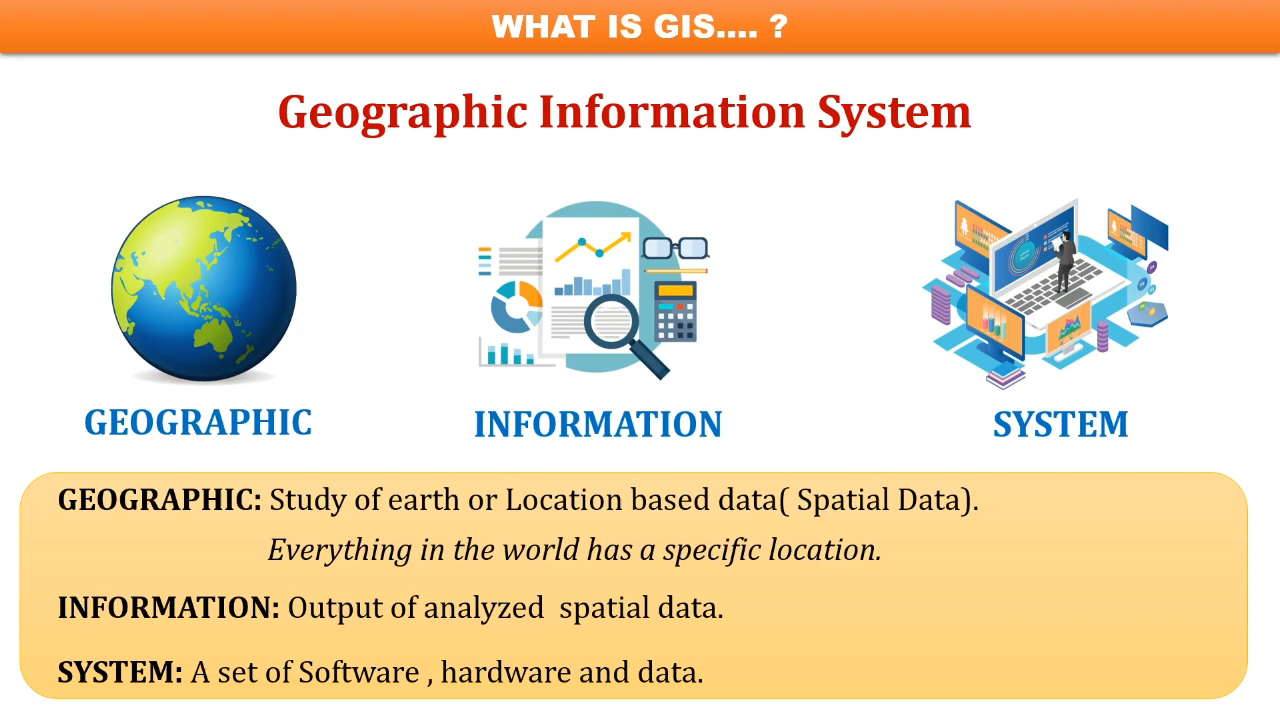 WHAT IS GIS.... ?
Geographic Information System
GEOGRAPHIC
INFORMATION
SYSTEM
GEOGRAPHIC: Study of earth or Location based data( Spatial Data).
Everything in the world has a specific location.
INFORMATION: Output of analyzed  spatial data.
SYSTEM: A set of Software , hardware and data.